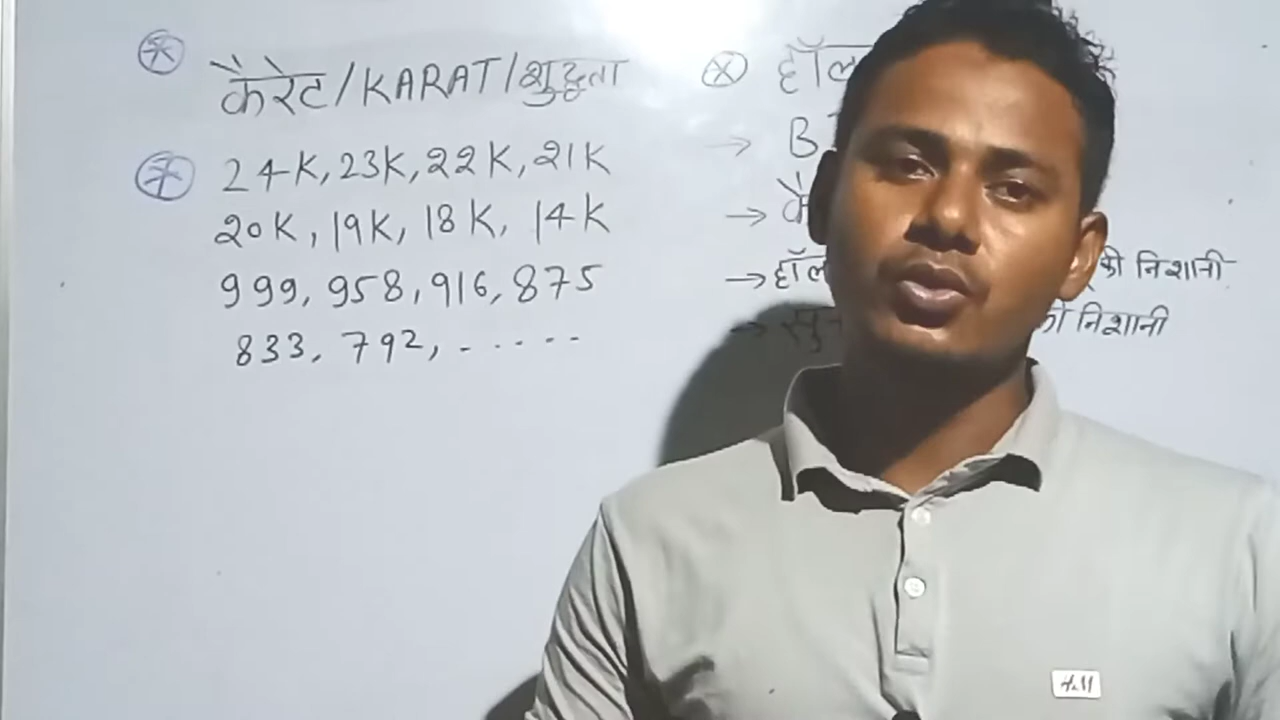 कैरेट/KARAT/शुद्धता
24K, 23K, 22K, 21K
20K, 19K, 18K, 14K
999, 958, 916, 875
833, 792, - - - - -
→
→
→ की निशानी
→ की निशानी
H&M